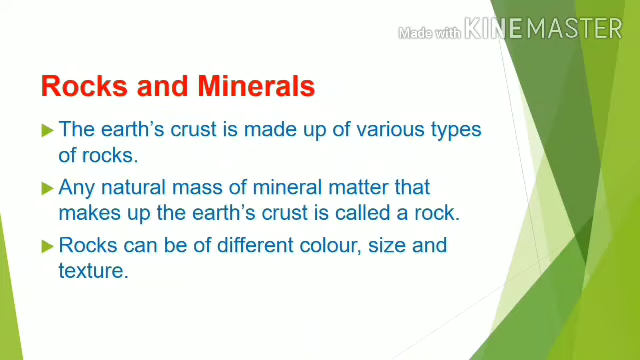 Made with KINEMASTER
Rocks and Minerals
The earth's crust is made up of various types
of rocks.
Any natural mass of mineral matter that
makes up the earth's crust is called a rock.
Rocks can be of different colour, size and
texture.